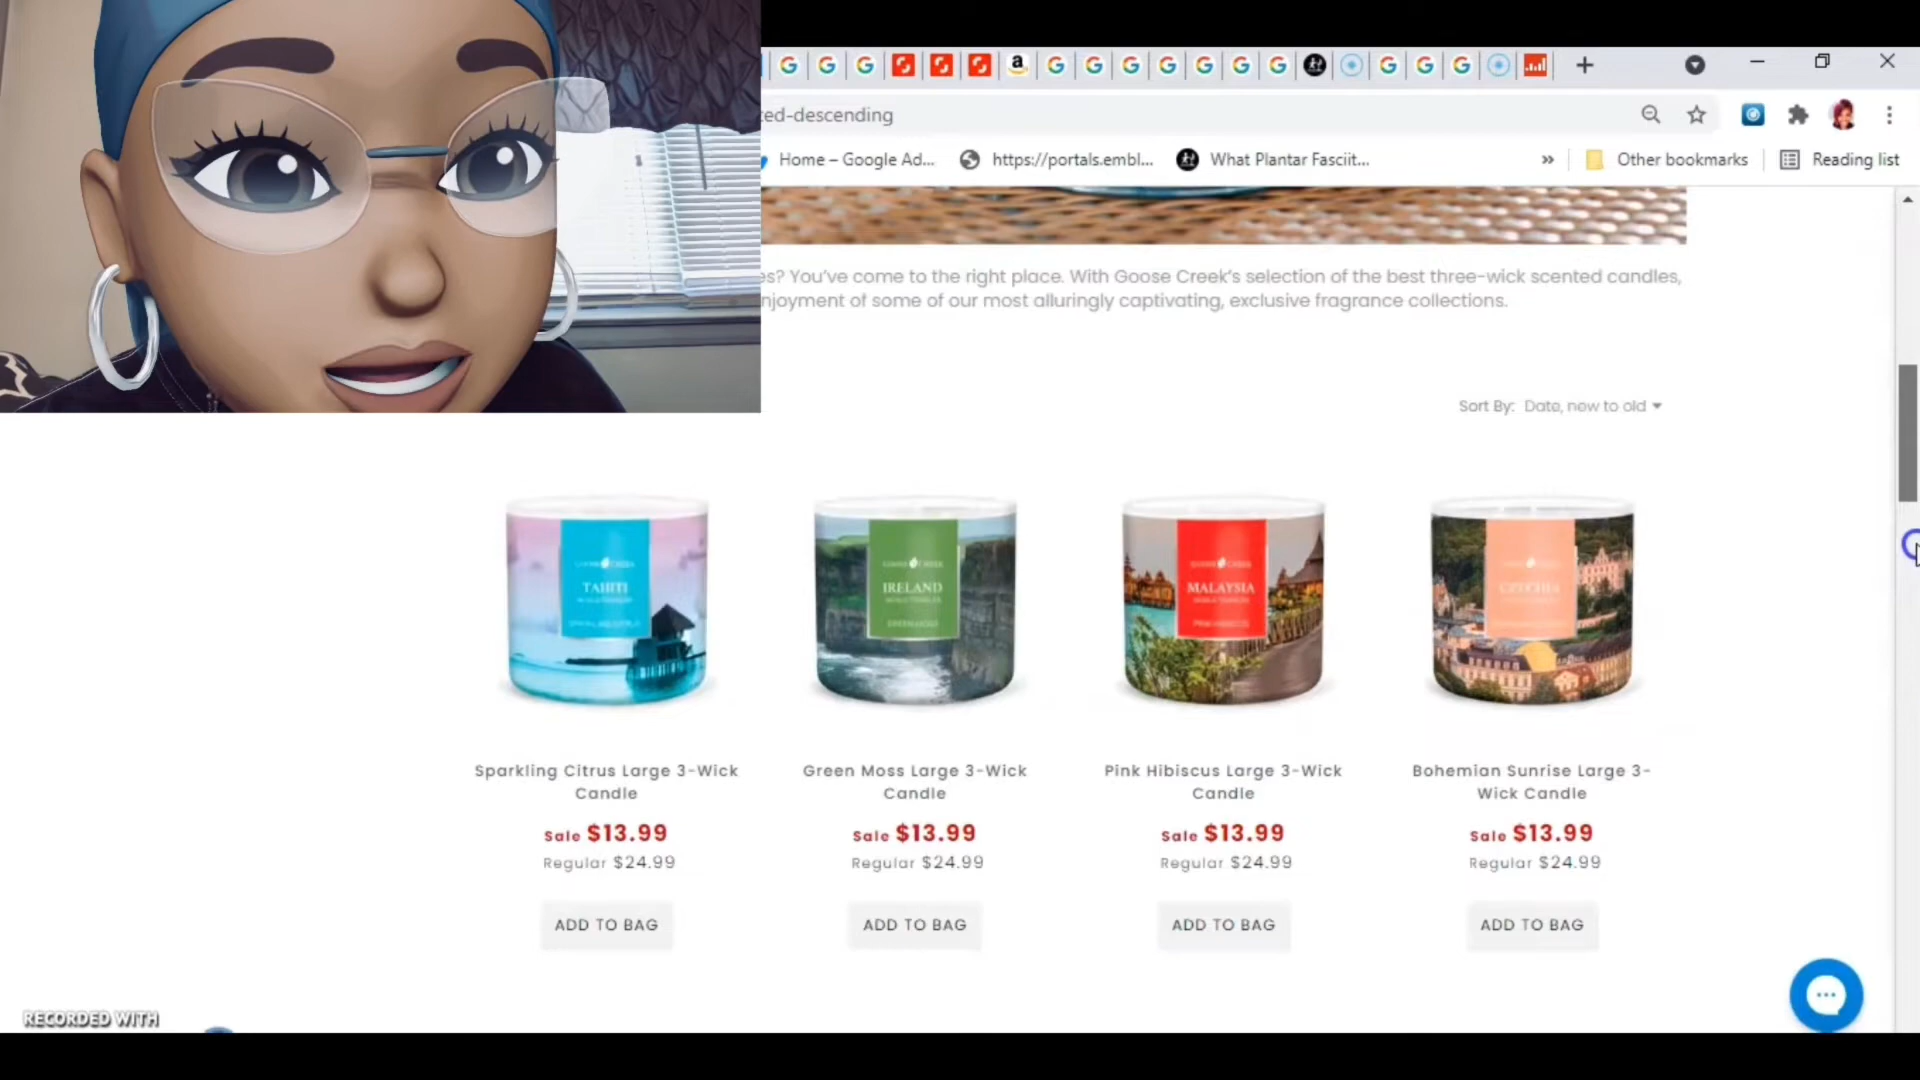 ted-descending
Home – Google Ad...
https://portals.embl...
What Plantar Fasciit...
»
Other bookmarks
Reading list
es? You've come to the right place. With Goose Creek's selection of the best three-wick scented candles,
njoyment of some of our most alluringly captivating, exclusive fragrance collections.
Sort By: Date, new to old
TAHITI
IRELAND
MALAYSIA
CZECHIA
Sparkling Citrus Large 3-Wick
Candle
Green Moss Large 3-Wick
Candle
Pink Hibiscus Large 3-Wick
Candle
Bohemian Sunrise Large 3-
Wick Candle
Sale $13.99
Regular $24.99
Sale $13.99
Regular $24.99
Sale $13.99
Regular $24.99
Sale $13.99
Regular $24.99
ADD TO BAG
ADD TO BAG
ADD TO BAG
ADD TO BAG
RECORDED WITH